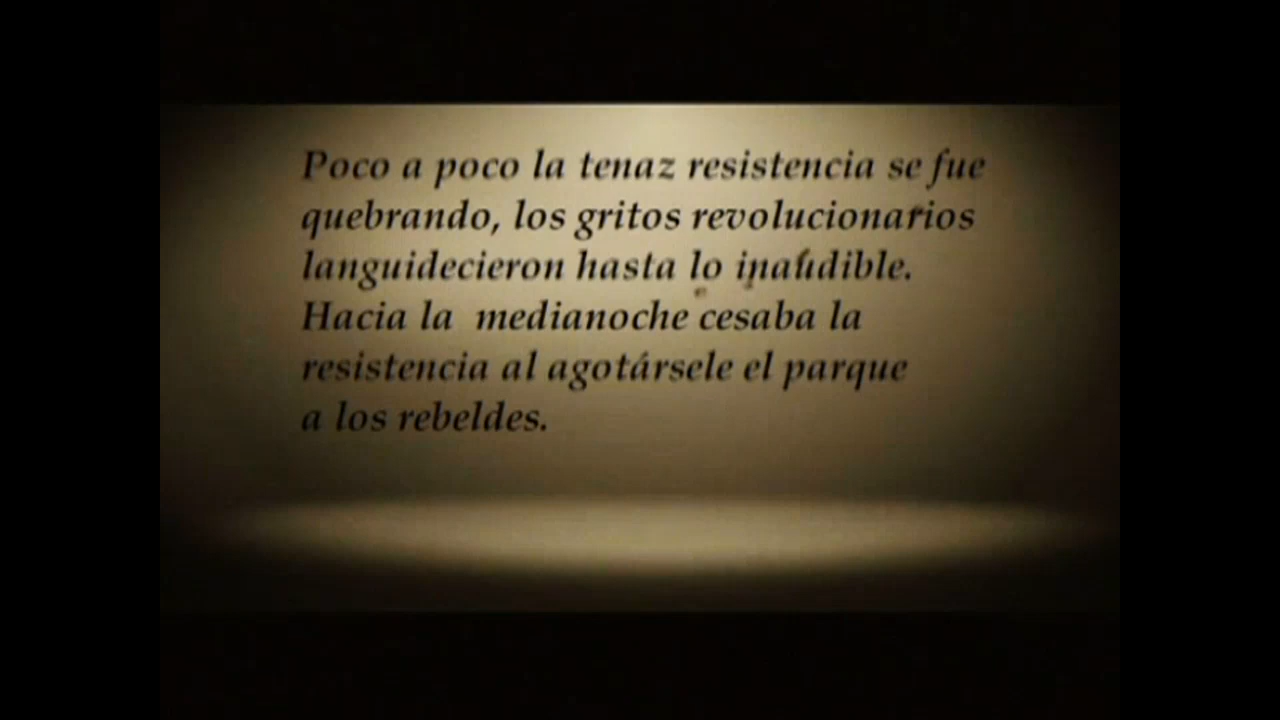 Poco a poco la tenaz resistencia se fue
quebrando, los gritos revolucionarios
languidecieron hasta lo inaudible.
Hacia la  medianoche cesaba la
resistencia al agotársele el parque
a los rebeldes.